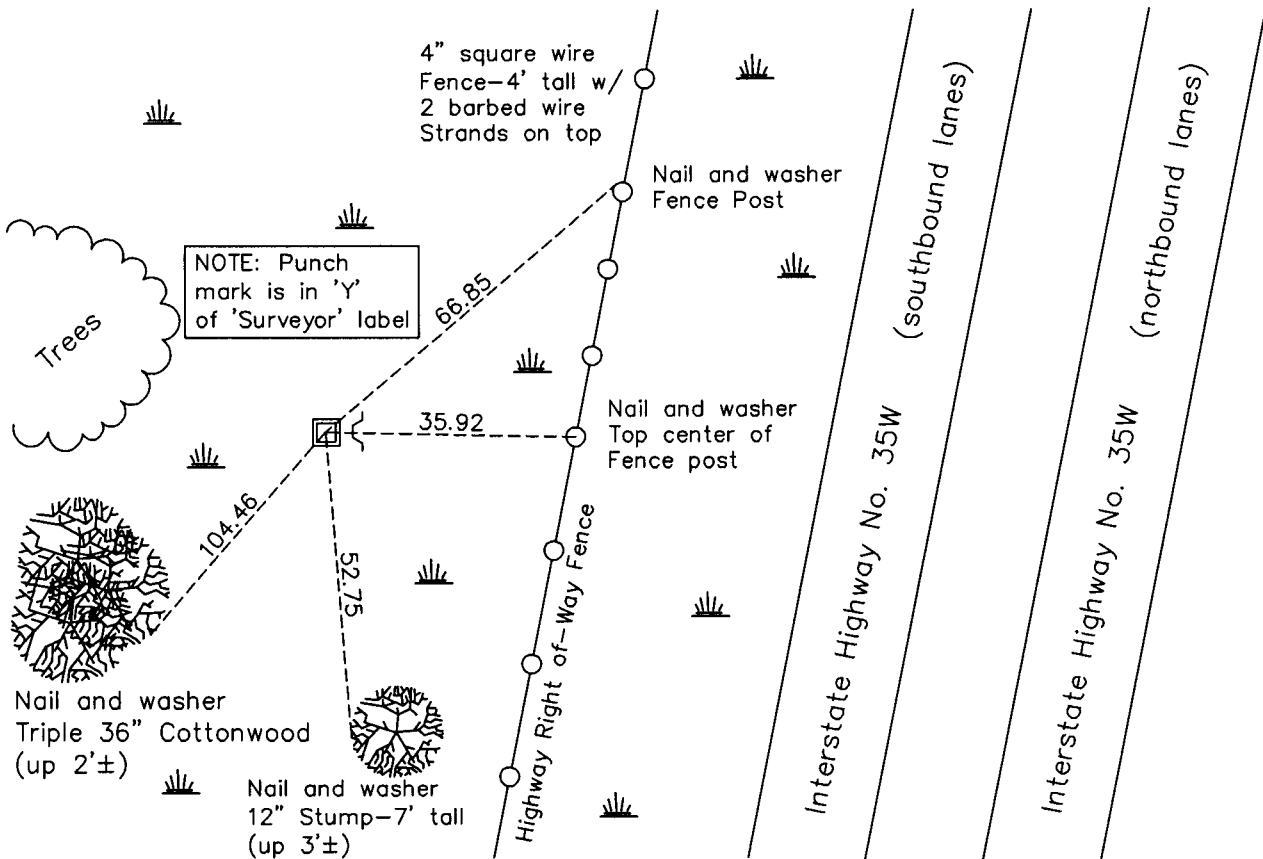 4" square wire
Fence-4' tall w/
2 barbed wire
Strands on top
Nail and washer
Fence Post
NOTE: Punch
mark is in 'Y'
of 'Surveyor' label
Trees
66.85
35.92
Nail and washer
Top center of
Fence post
104.46
52.75
Nail and washer
Triple 36" Cottonwood
(up 2'±)
Nail and washer
12" Stump-7' tall
(up 3'±)
Highway Right of-Way Fence
Interstate Highway No. 35W (southbound lanes)
Interstate Highway No. 35W (northbound lanes)